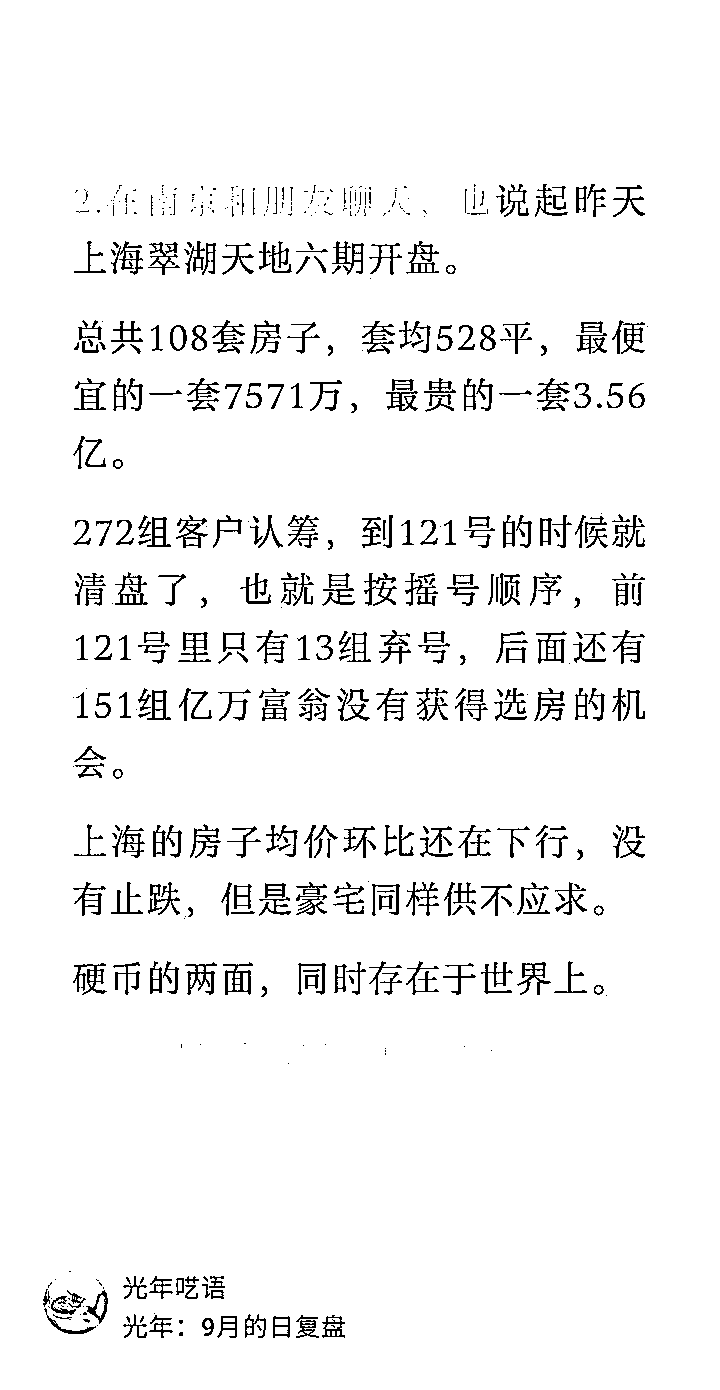 2.在南京和朋友聊天、也说起昨天
上海翠湖天地六期开盘。
总共108套房子，套均528平，最便
宜的一套7571万，最贵的一套3.56
亿。
272组客户认筹，到121号的时候就
清盘了，也就是按摇号顺序，前
121号里只有13组弃号，后面还有
151组亿万富翁没有获得选房的机
会。
上海的房子均价环比还在下行，没
有止跌，但是豪宅同样供不应求。
硬币的两面，同时存在于世界上。
光年呓语
光年：9月的日复盘